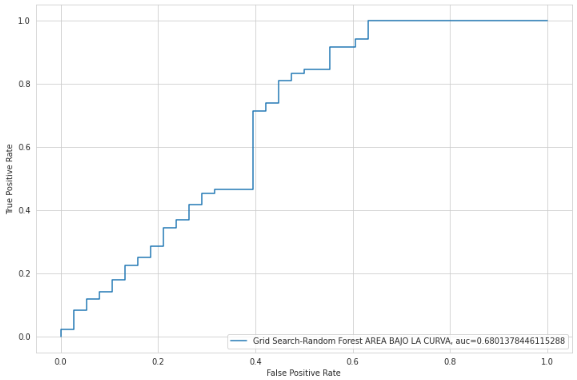 1.0
0.8
0.6
0.4
0.2
0.0
True Positive Rate
Grid Search-Random Forest AREA BAJO LA CURVA, auc=0.6801378446115288
0.0 0.2 0.4 0.6 0.8 1.0
False Positive Rate